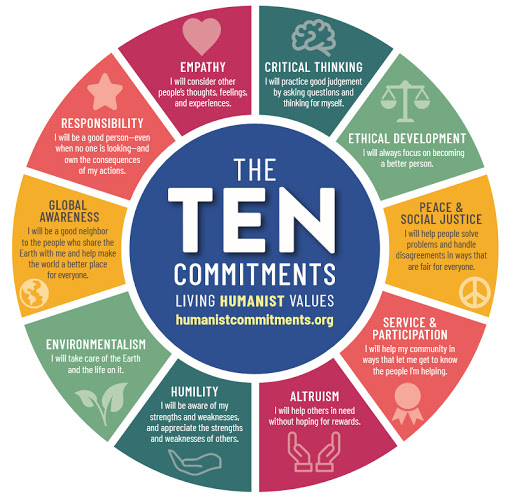 THE
TEN
COMMITMENTS
LIVING HUMANIST VALUES
humanistcommitments.org
CRITICAL THINKING
I will practice good judgement
by asking questions and
thinking for myself.
ETHICAL DEVELOPMENT
I will always focus on becoming
a better person.
PEACE &
SOCIAL JUSTICE
I will help people solve
problems and handle
disagreements in ways that
are fair for everyone.
SERVICE &
PARTICIPATION
I will help my community in
ways that let me get to know
the people I'm helping.
ALTRUISM
I will help others in need
without hoping for rewards.
HUMILITY
I will be aware of my
strengths and weaknesses,
and appreciate the strengths
and weaknesses of others.
ENVIRONMENTALISM
I will take care of the Earth
and the life on it.
GLOBAL
AWARENESS
I will be a good neighbor
to the people who share the
Earth with me and help make
the world a better place
for everyone.
RESPONSIBILITY
I will be a good person—even
when no one is looking—and
own the consequences
of my actions.
EMPATHY
I will consider other
people's thoughts, feelings,
and experiences.